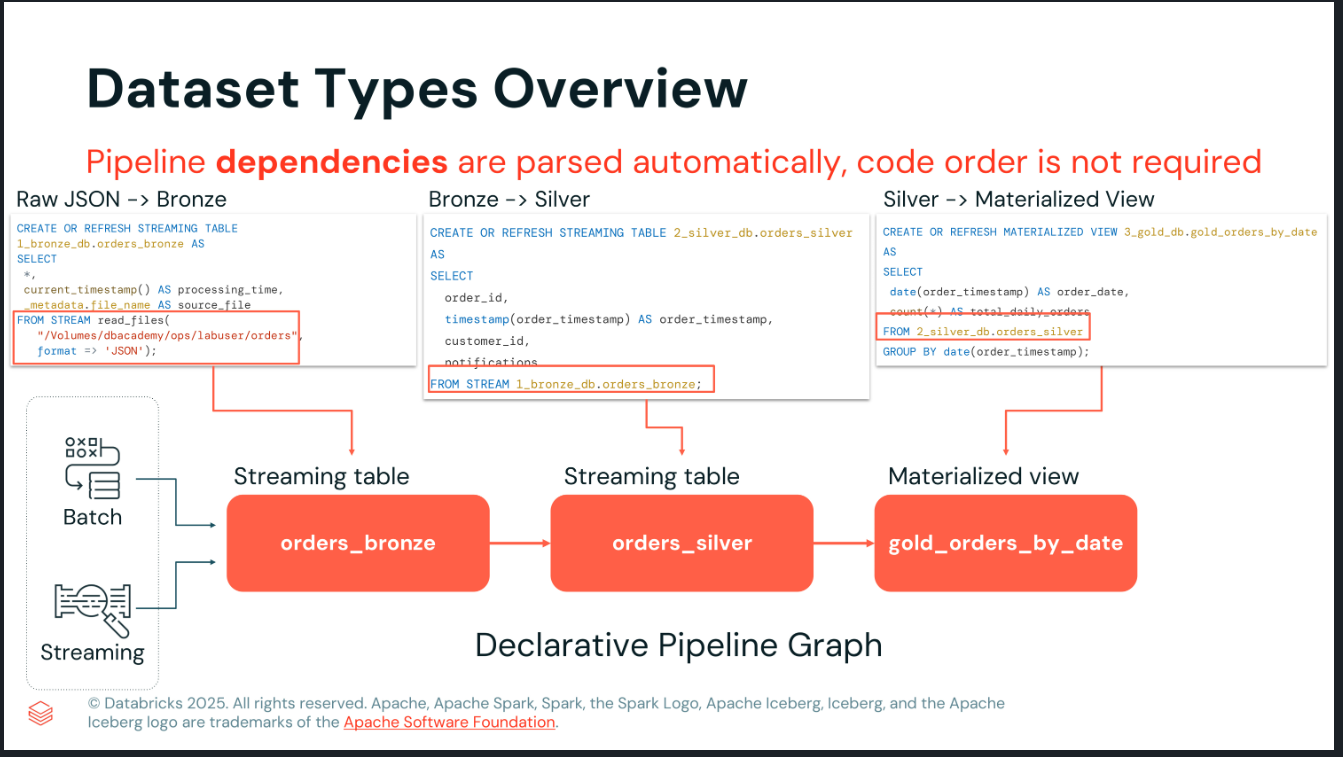 Dataset Types Overview
Pipeline dependencies are parsed automatically, code order is not required
Raw JSON -> Bronze
CREATE OR REFRESH STREAMING TABLE
1_bronze_db.orders_bronze AS
SELECT
*,
current_timestamp() AS processing_time,
_metadata.file_name AS source_file
FROM STREAM read_files(
"/Volumes/dbacademy/ops/labuser/orders",
format => 'JSON');
Bronze -> Silver
CREATE OR REFRESH STREAMING TABLE 2_silver_db.orders_silver
AS
SELECT
order_id,
timestamp(order_timestamp) AS order_timestamp,
customer_id,
notifications
FROM STREAM 1_bronze_db.orders_bronze;
Silver -> Materialized View
CREATE OR REFRESH MATERIALIZED VIEW 3_gold_db.gold_orders_by_date
AS
SELECT
date(order_timestamp) AS order_date,
count(*) AS total_daily_orders
FROM 2_silver_db.orders_silver
GROUP BY date(order_timestamp);
Batch
Streaming
Streaming table
orders_bronze
Streaming table
orders_silver
Materialized view
gold_orders_by_date
Declarative Pipeline Graph
© Databricks 2025. All rights reserved. Apache, Apache Spark, Spark, the Spark Logo, Apache Iceberg, Iceberg, and the Apache
Iceberg logo are trademarks of the Apache Software Foundation.